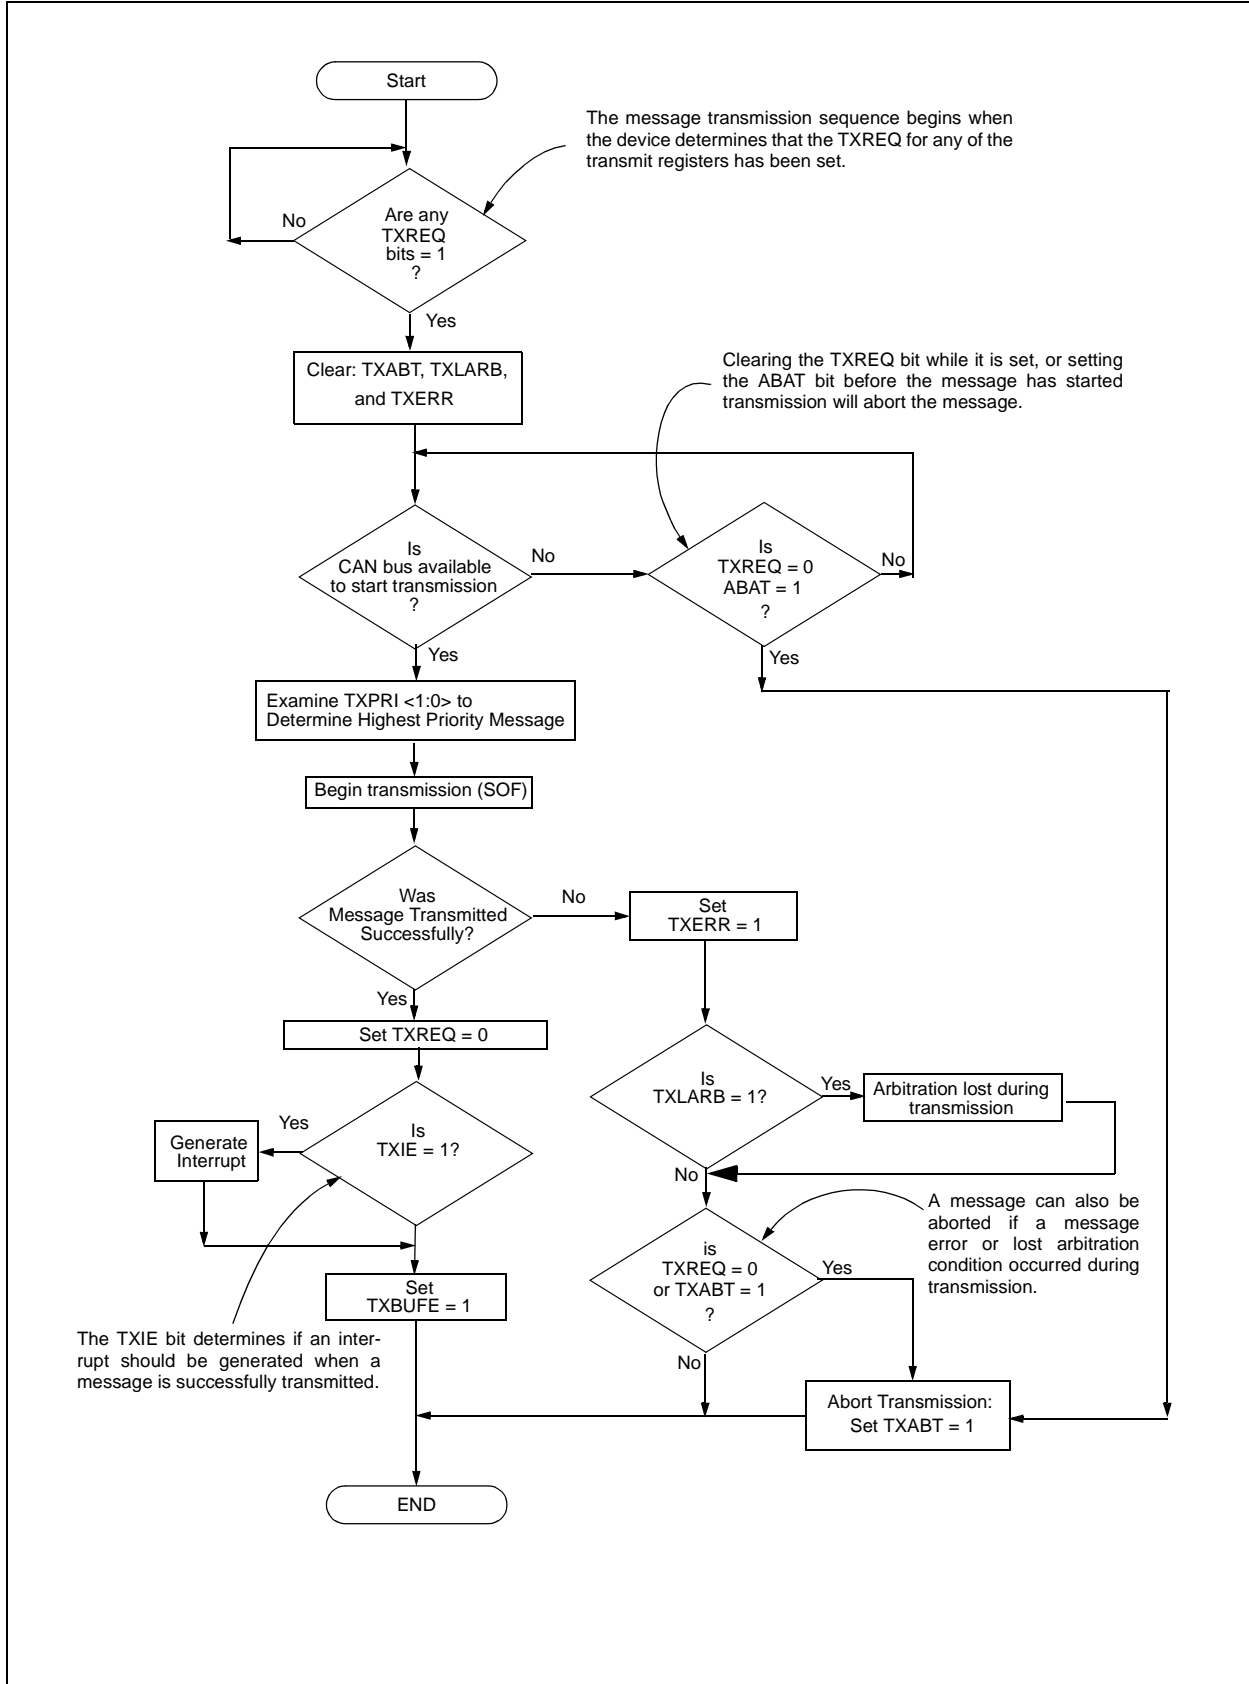 Start
The message transmission sequence begins when
the device determines that the TXREQ for any of the
transmit registers has been set.
No
Are any
TXREQ
bits = 1
?
Yes
Clear: TXABT, TXLARB,
and TXERR
Clearing the TXREQ bit while it is set, or setting
the ABAT bit before the message has started
transmission will abort the message.
Is
CAN bus available
to start transmission
?
No
Is
TXREQ = 0
ABAT = 1
?
No
Yes
Yes
Examine TXPRI <1:0> to
Determine Highest Priority Message
Begin transmission (SOF)
Was
Message Transmitted
Successfully?
No
Set
TXERR = 1
Yes
Set TXREQ = 0
Is
TXLARB = 1?
Yes
Arbitration lost during
transmission
Yes
Is
TXIE = 1?
Generate
Interrupt
No
A message can also be
aborted if a message
error or lost arbitration
condition occurred during
transmission.
is
TXREQ = 0
or TXABT = 1
?
Yes
Set
TXBUFE = 1
The TXIE bit determines if an inter-
rupt should be generated when a
message is successfully transmitted.
No
Abort Transmission:
Set TXABT = 1
END